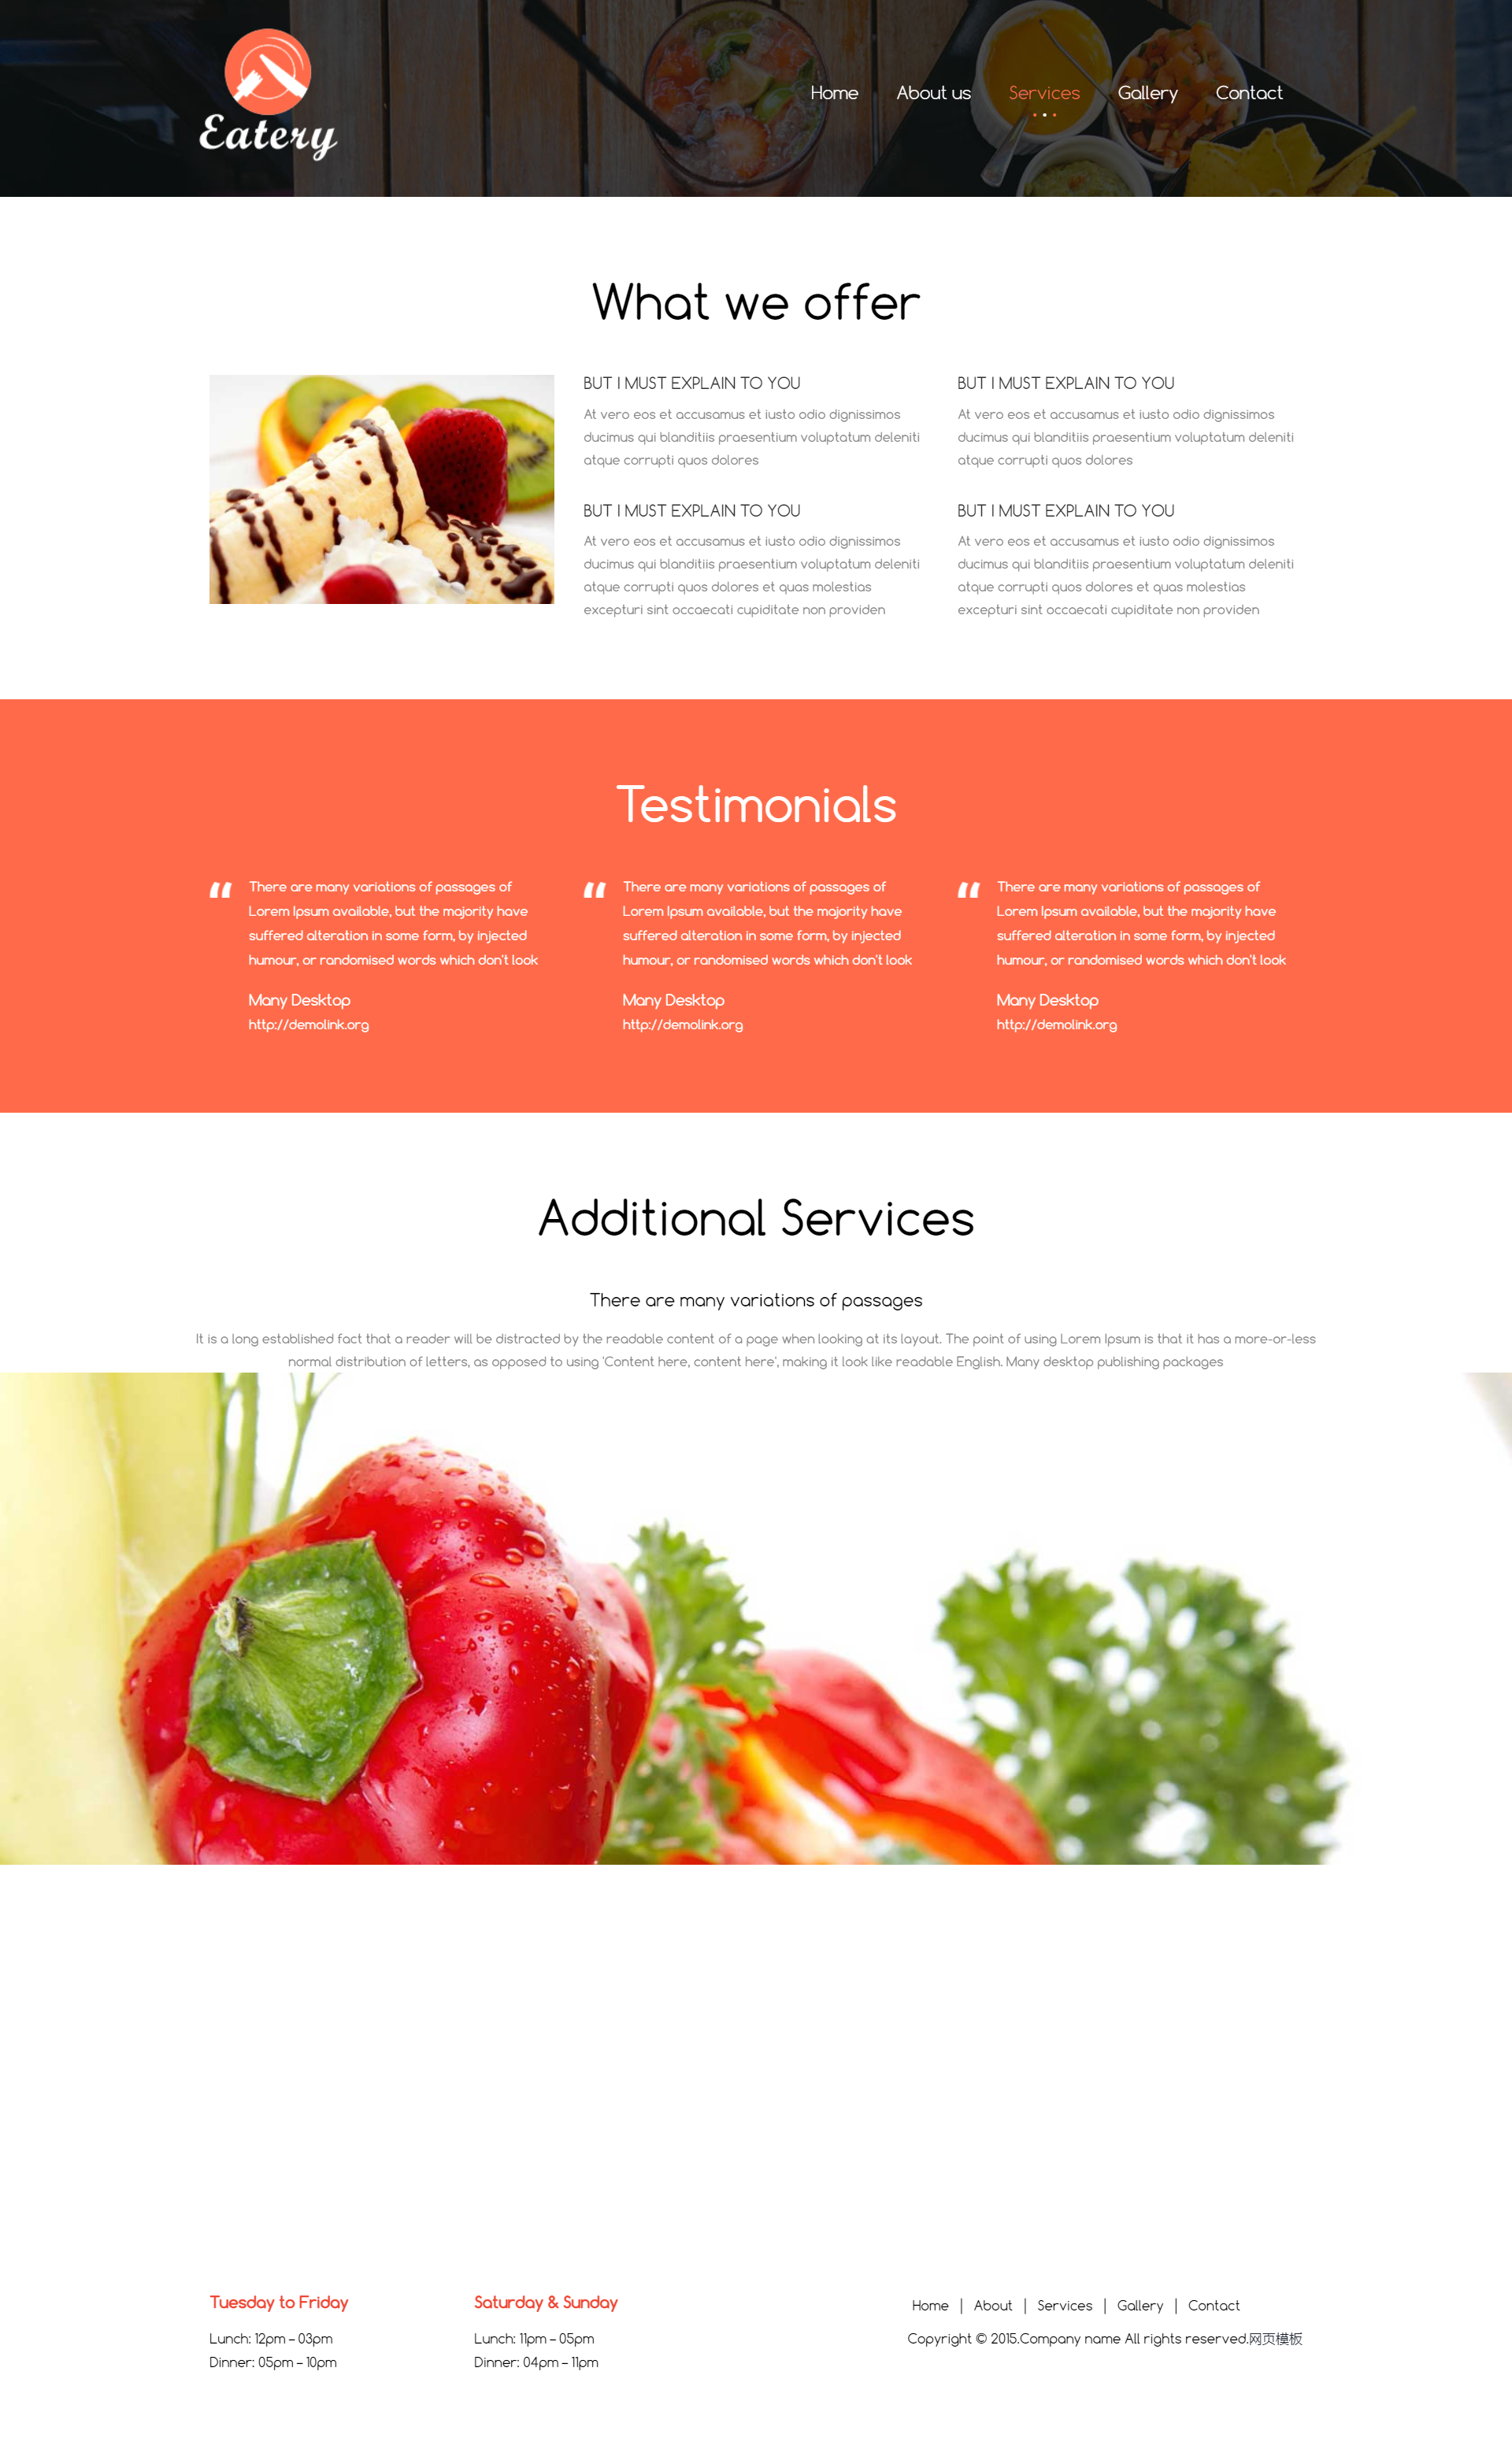 Eatery
Home
About us
Services
Gallery
Contact
What we offer
BUT I MUST EXPLAIN TO YOU
At vero eos et accusamus et iusto odio dignissimos
ducimus qui blanditiis praesentium voluptatum deleniti
atque corrupti quos dolores
BUT I MUST EXPLAIN TO YOU
At vero eos et accusamus et iusto odio dignissimos
ducimus qui blanditiis praesentium voluptatum deleniti
atque corrupti quos dolores
BUT I MUST EXPLAIN TO YOU
At vero eos et accusamus et iusto odio dignissimos
ducimus qui blanditiis praesentium voluptatum deleniti
atque corrupti quos dolores et quas molestias
excepturi sint occaecati cupiditate non providen
BUT I MUST EXPLAIN TO YOU
At vero eos et accusamus et iusto odio dignissimos
ducimus qui blanditiis praesentium voluptatum deleniti
atque corrupti quos dolores et quas molestias
excepturi sint occaecati cupiditate non providen
Testimonials
“
There are many variations of passages of
Lorem Ipsum available, but the majority have
suffered alteration in some form, by injected
humour, or randomised words which don't look
Many Desktop
http://demolink.org
“
There are many variations of passages of
Lorem Ipsum available, but the majority have
suffered alteration in some form, by injected
humour, or randomised words which don't look
Many Desktop
http://demolink.org
“
There are many variations of passages of
Lorem Ipsum available, but the majority have
suffered alteration in some form, by injected
humour, or randomised words which don't look
Many Desktop
http://demolink.org
Additional Services
There are many variations of passages
It is a long established fact that a reader will be distracted by the readable content of a page when looking at its layout. The point of using Lorem Ipsum is that it has a more-or-less
normal distribution of letters, as opposed to using 'Content here, content here', making it look like readable English. Many desktop publishing packages
Tuesday to Friday
Lunch: 12pm – 03pm
Dinner: 05pm – 10pm
Saturday & Sunday
Lunch: 11pm – 05pm
Dinner: 04pm – 11pm
Home | About | Services | Gallery | Contact
Copyright © 2015.Company name All rights reserved.网页模板